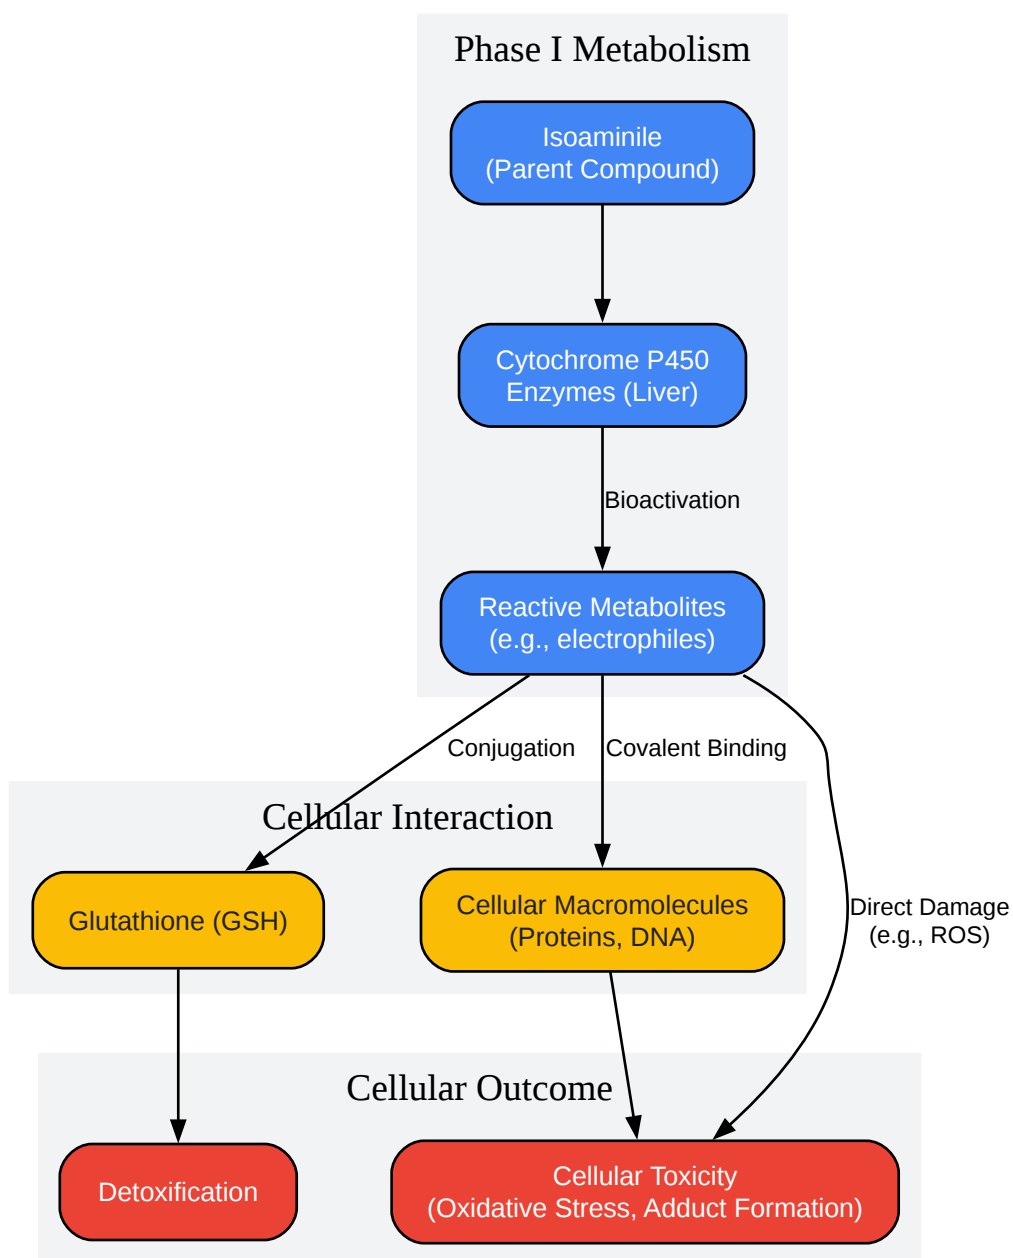 Phase I Metabolism
Isoaminile
(Parent Compound)
Cytochrome P450
Enzymes (Liver)
Bioactivation
Reactive Metabolites
(e.g., electrophiles)
Conjugation
Covalent Binding
Cellular Interaction
Glutathione (GSH)
Cellular Macromolecules
(Proteins, DNA)
Direct Damage
(e.g., ROS)
Cellular Outcome
Detoxification
Cellular Toxicity
(Oxidative Stress, Adduct Formation)